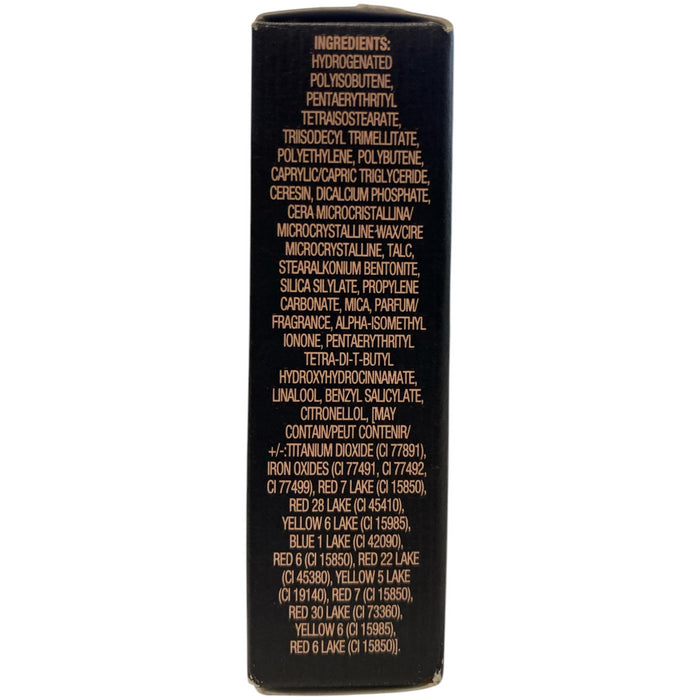 INGREDIENTS:
HYDROGENATED
POLYISOBUTENE,
PENTAERYTHRITYL
TETRAISOSTEARATE,
TRIISODECYL TRIMELLITATE,
POLYETHYLENE, POLYBUTENE,
CAPRYLIC/CAPRIC TRIGLYCERIDE,
CERESIN, DICALCIUM PHOSPHATE,
CERA MICROCRISTALLINA/
MICROCRYSTALLINE WAX/CIRE
MICROCRYSTALLINE, TALC,
STEARALKONIUM BENTONITE,
SILICA SILYLATE, PROPYLENE
CARBONATE, MICA, PARFUM/
FRAGRANCE, ALPHA-ISOMETHYL
IONONE, PENTAERYTHRITYL
TETRA-DI-T-BUTYL
HYDROXYHYDROCINNAMATE,
LINALOOL, BENZYL SALICYLATE,
CITRONELLOL, [MAY
CONTAIN/PEUT CONTENIR/
+/-:TITANIUM DIOXIDE (CI 77891),
IRON OXIDES (CI 77491, CI 77492,
CI 77499), RED 7 LAKE (CI 15850),
RED 28 LAKE (CI 45410),
YELLOW 6 LAKE (CI 15985),
BLUE 1 LAKE (CI 42090),
RED 6 (CI 15850), RED 22 LAKE
(CI 45380), YELLOW 5 LAKE
(CI 19140), RED 7 (CI 15850),
RED 30 LAKE (CI 73360),
YELLOW 6 (CI 15985),
RED 6 LAKE (CI 15850)].